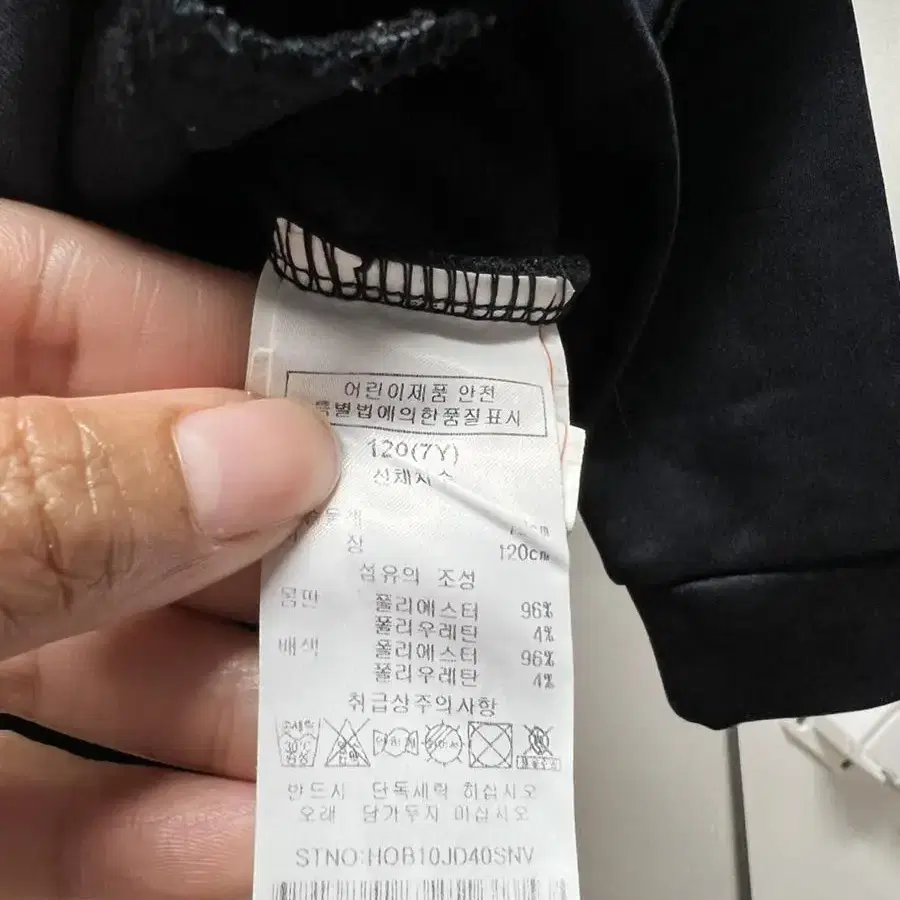 어린이제품 안전
특별법에의한품질표시
120(7Y)
신체치수
120cm
섬유의 조성
몸판 폴리에스터 96%
폴리우레탄 4%
배색 폴리에스터 96%
폴리우레탄 4%
취급상주의사항
반드시 단독세탁 하십시오
오래 담가두지 마십시오
STNO:HOB10JD40SNV